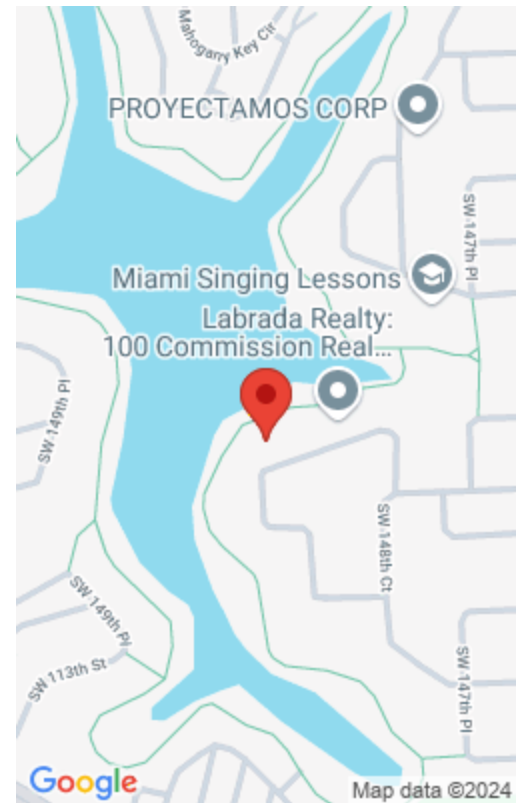 Mahogany Key Cir
PROYECTAMOS CORP
SW 147th Pl
Miami Singing Lessons
Labrada Realty:
100 Commission Real...
SW 149th Pl
SW 148th Ct
SW 149th Pl
SW 113th St
SW 147th Pl
Google
Map data ©2024